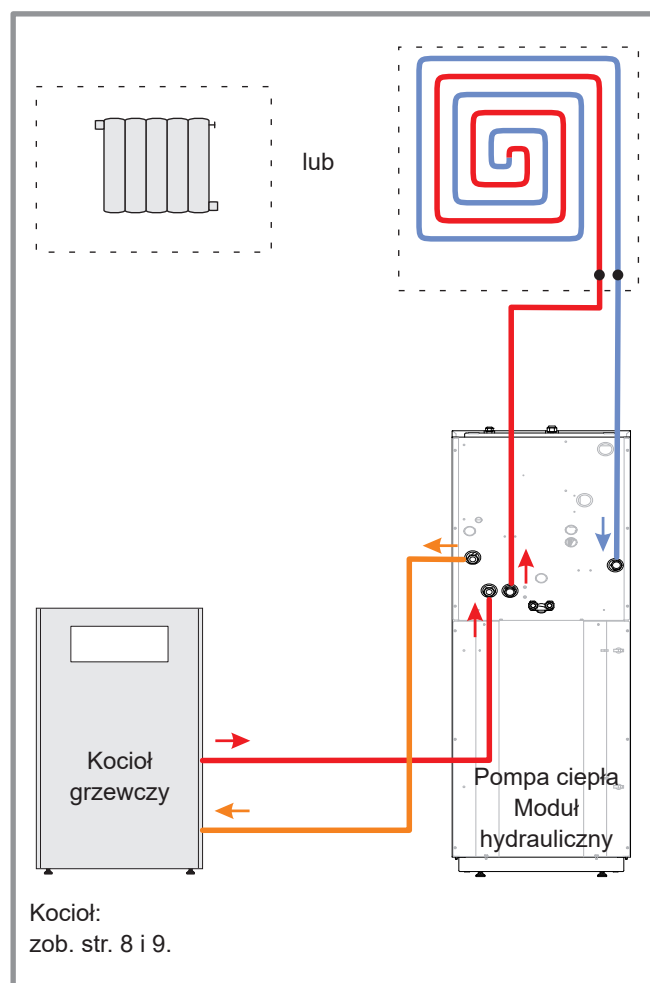 lub
Kocioł
grzewczy
Pompa ciepła
Moduł
hydrauliczny
Kocioł:
zob. str. 8 i 9.